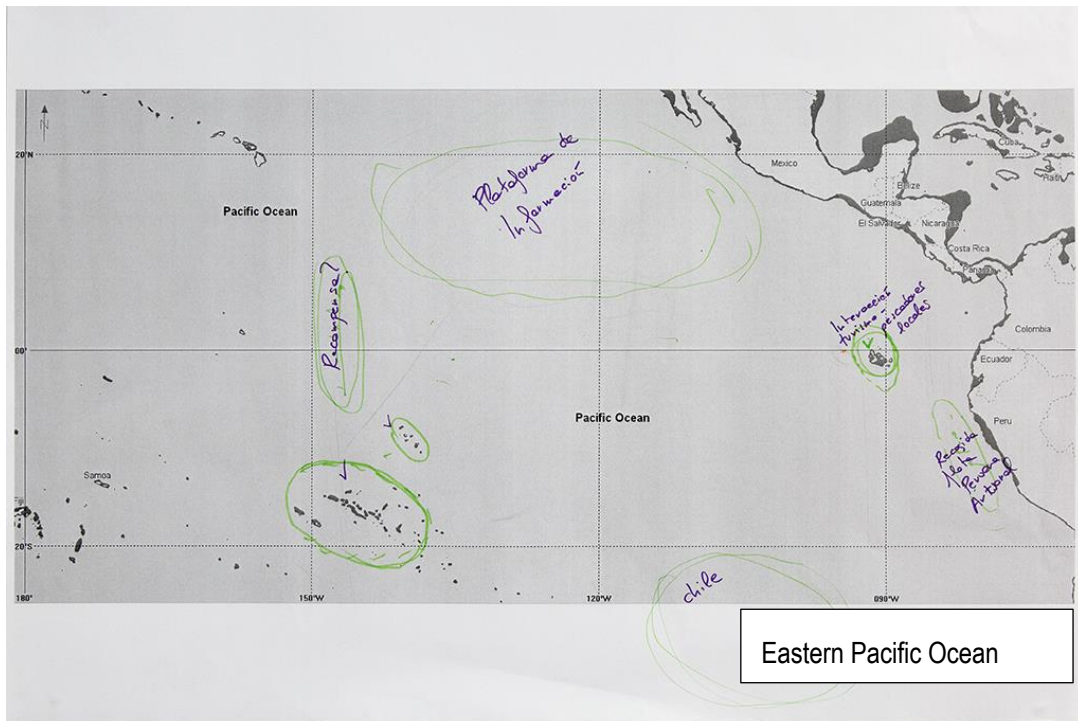 N
20°N
Mexico
Cuba
Haiti
Belize
Guatemala
El Salvador
Nicaragua
Costa Rica
Panama
Pacific Ocean
Plataforma de
Información
Recompensa!
Interacción
turismo -
pescadores
locales
Colombia
00°
Ecuador
Pacific Ocean
Peru
Recogida
flota
Peruana
Artisanal
Samoa
20°S
chile
180°
150°W
120°W
090°W
Eastern Pacific Ocean